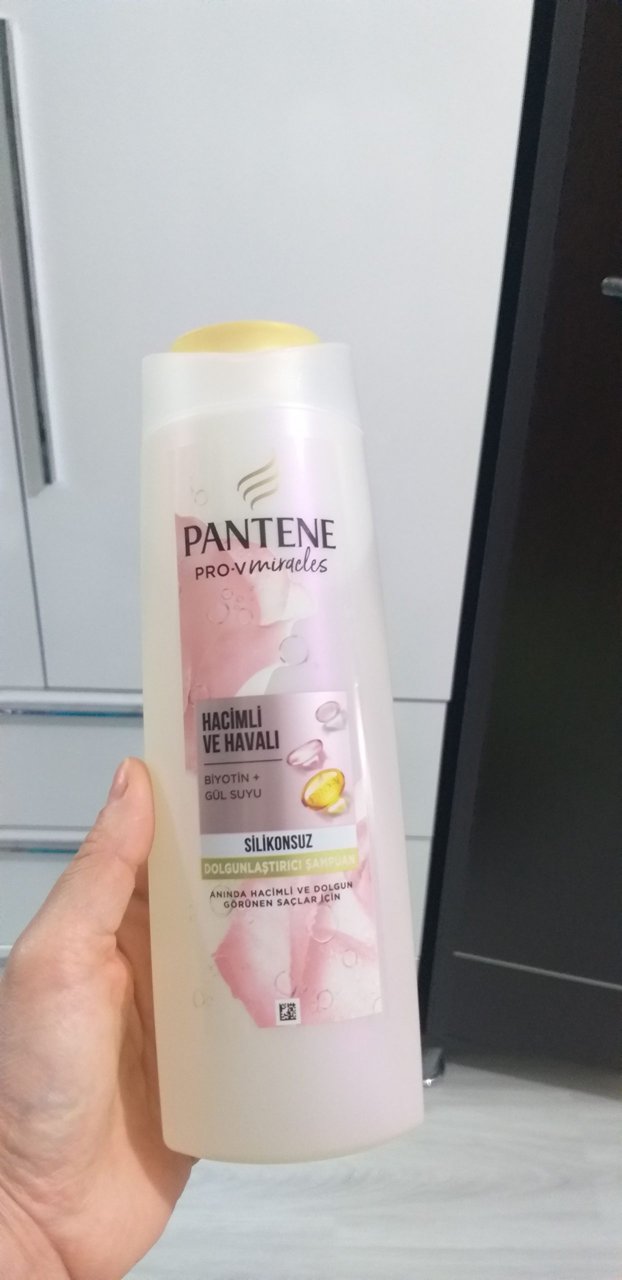 PANTENE
PRO-V miracles
HACİMLİ
VE HAVALI
BİYOTİN +
GÜL SUYU
SİLİKONSUZ
DOLGUNLAŞTIRICI ŞAMPUAN
ANINDA HACİMLİ VE DOLGUN
GÖRÜNEN SAÇLAR İÇİN